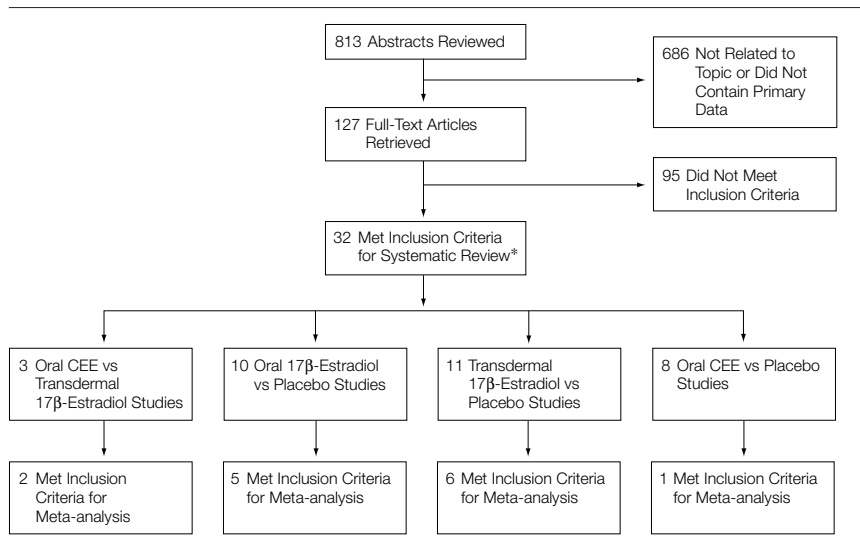 813 Abstracts Reviewed
686 Not Related to
Topic or Did Not
Contain Primary
Data
127 Full-Text Articles
Retrieved
95 Did Not Meet
Inclusion Criteria
32 Met Inclusion Criteria
for Systematic Review*
3 Oral CEE vs
Transdermal
17β-Estradiol Studies
10 Oral 17β-Estradiol
vs Placebo Studies
11 Transdermal
17β-Estradiol vs
Placebo Studies
8 Oral CEE vs Placebo
Studies
2 Met Inclusion
Criteria for
Meta-analysis
5 Met Inclusion Criteria
for Meta-analysis
6 Met Inclusion Criteria
for Meta-analysis
1 Met Inclusion Criteria
for Meta-analysis